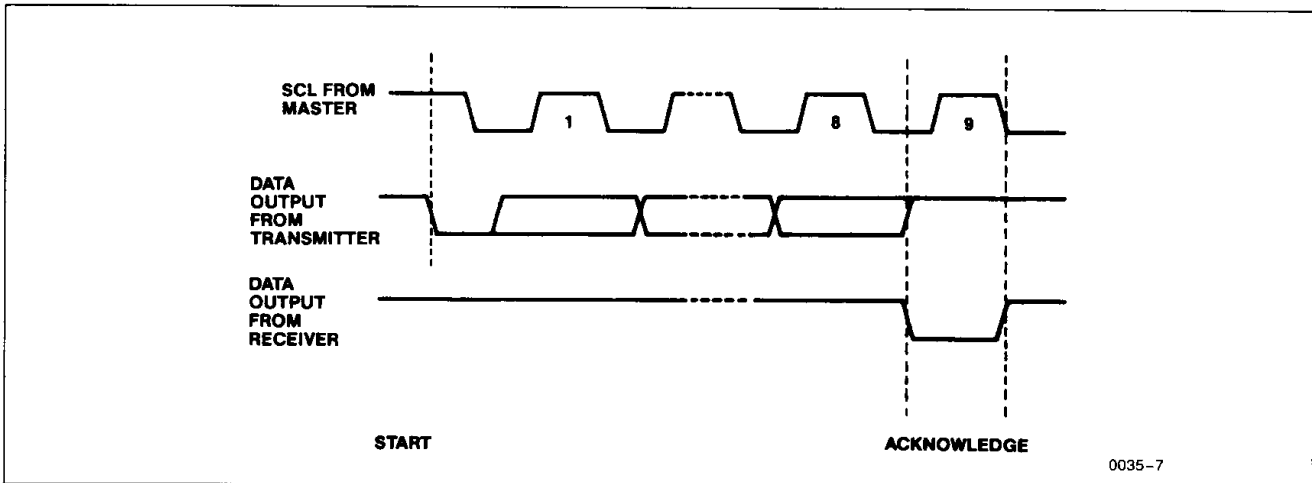 SCL FROM
MASTER
1
8
9
DATA
OUTPUT
FROM
TRANSMITTER
DATA
OUTPUT
FROM
RECEIVER
START
ACKNOWLEDGE
0035-7